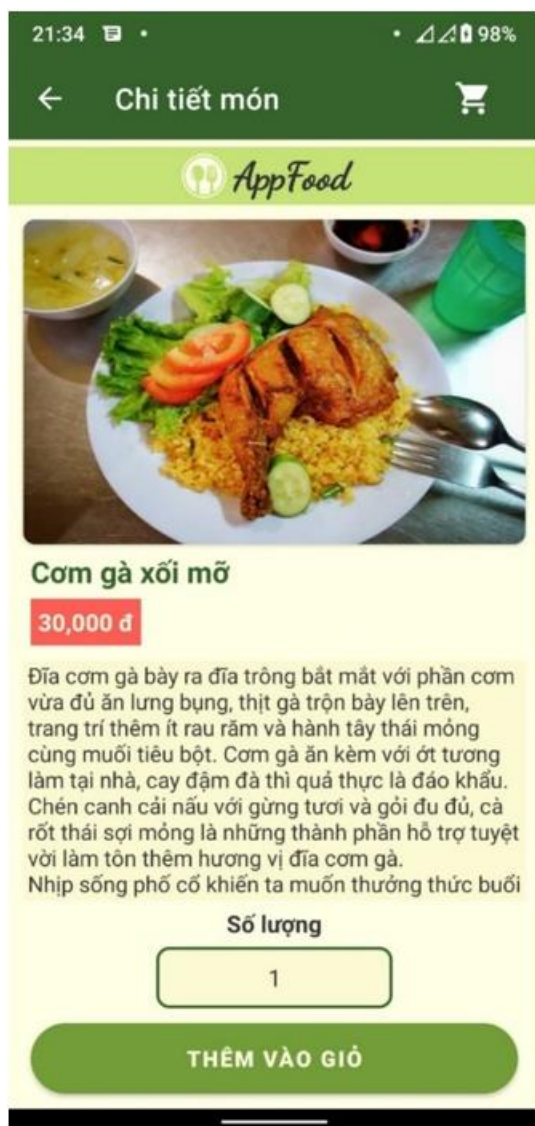 21:34
98%
Chi tiết món
AppFood
Cơm gà xối mỡ
30,000 đ
Đĩa cơm gà bày ra đĩa trông bắt mắt với phần cơm
vừa đủ ăn lưng bụng, thịt gà trộn bày lên trên,
trang trí thêm ít rau răm và hành tây thái mỏng
cùng muối tiêu bột. Cơm gà ăn kèm với ớt tương
làm tại nhà, cay đậm đà thì quả thực là đáo khẩu.
Chén canh cải nấu với gừng tươi và gỏi đu đủ, cà
rốt thái sợi mỏng là những thành phần hỗ trợ tuyệt
vời làm tôn thêm hương vị đĩa cơm gà.
Nhịp sống phố cổ khiến ta muốn thưởng thức buổi
Số lượng
1
THÊM VÀO GIỎ